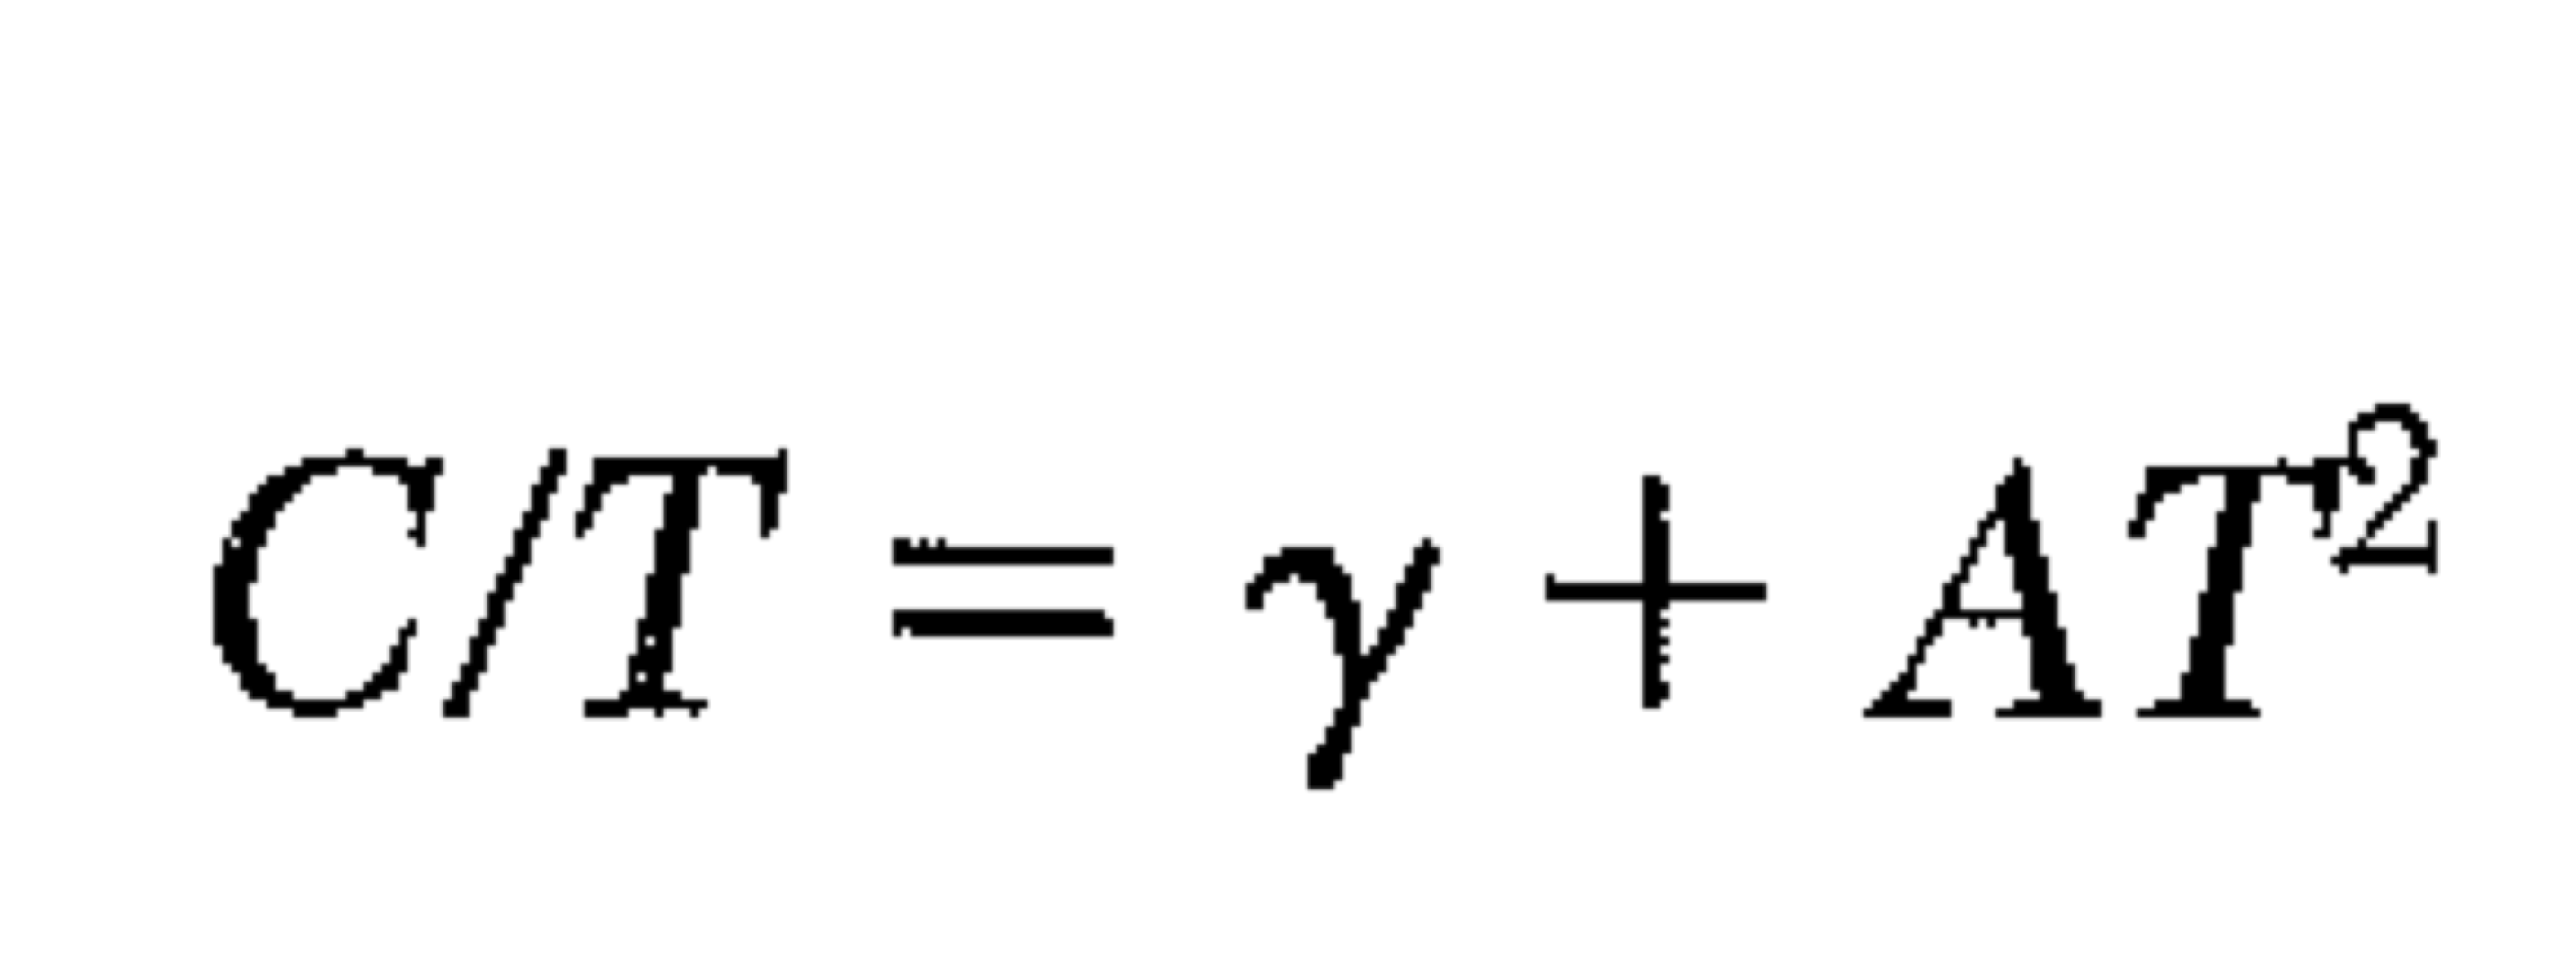 C/T = γ + AT²